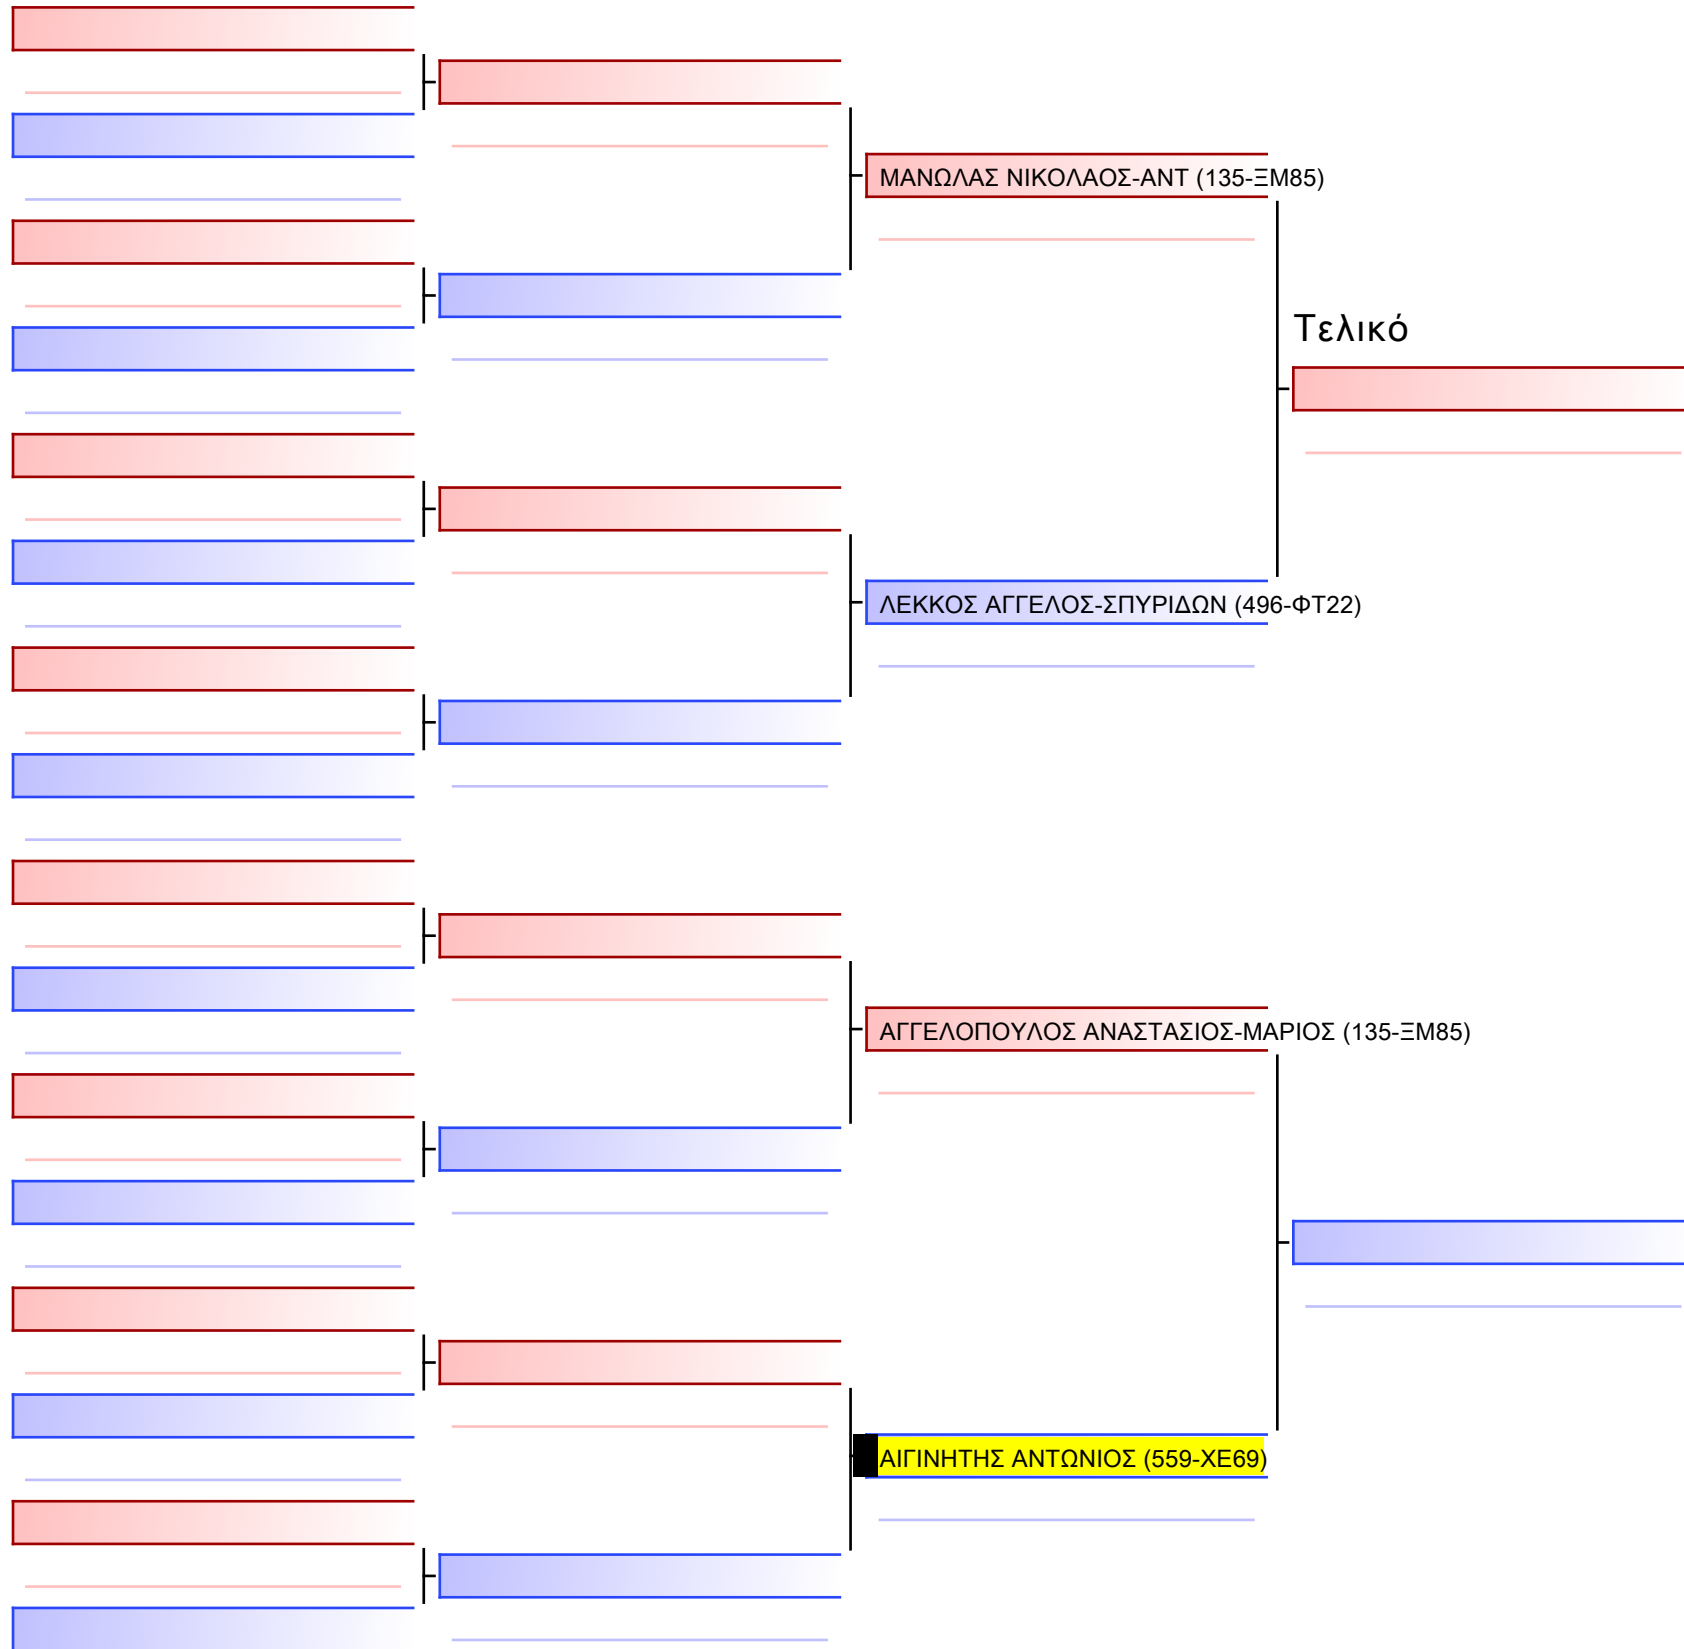 ΜΑΝΩΛΑΣ ΝΙΚΟΛΑΟΣ-ΑΝΤ (135-ΞΜ85)
Τελικό
ΛΕΚΚΟΣ ΑΓΓΕΛΟΣ-ΣΠΥΡΙΔΩΝ (496-ΦΤ22)
ΑΓΓΕΛΟΠΟΥΛΟΣ ΑΝΑΣΤΑΣΙΟΣ-ΜΑΡΙΟΣ (135-ΞΜ85)
ΑΙΓΙΝΗΤΗΣ ΑΝΤΩΝΙΟΣ (559-ΧΕ69)